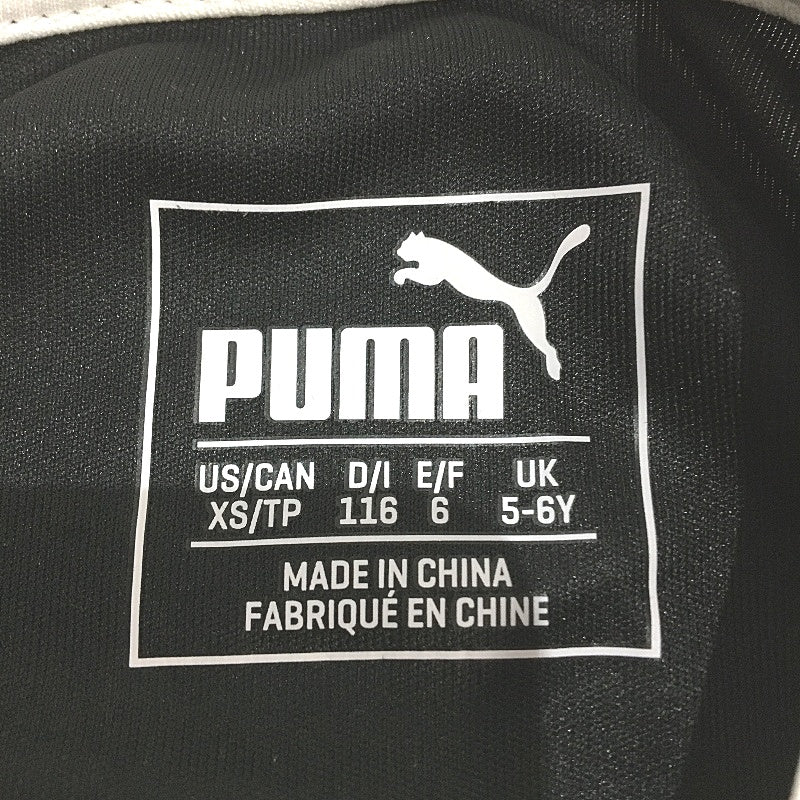 PUMA
US/CAN D/I E/F UK
XS/TP 116 6 5-6Y
MADE IN CHINA
FABRIQUÉ EN CHINE